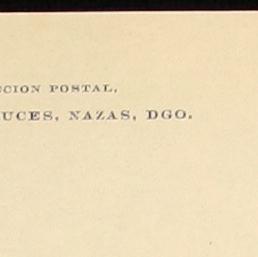 CCION POSTAL,
UCES, NAZAS, DGO.